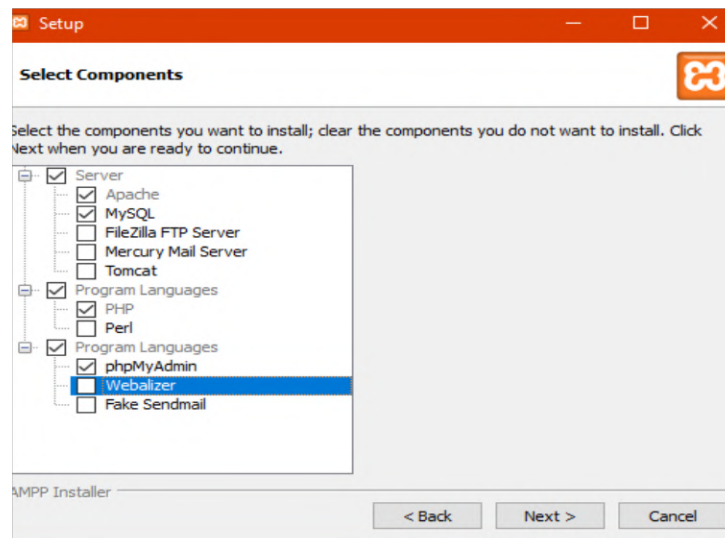 Setup
Select Components
Select the components you want to install; clear the components you do not want to install. Click
Next when you are ready to continue.
Server
Apache
MySQL
FileZilla FTP Server
Mercury Mail Server
Tomcat
Program Languages
PHP
Perl
Program Languages
phpMyAdmin
Webalizer
Fake Sendmail
AMPP Installer
< Back
Next >
Cancel